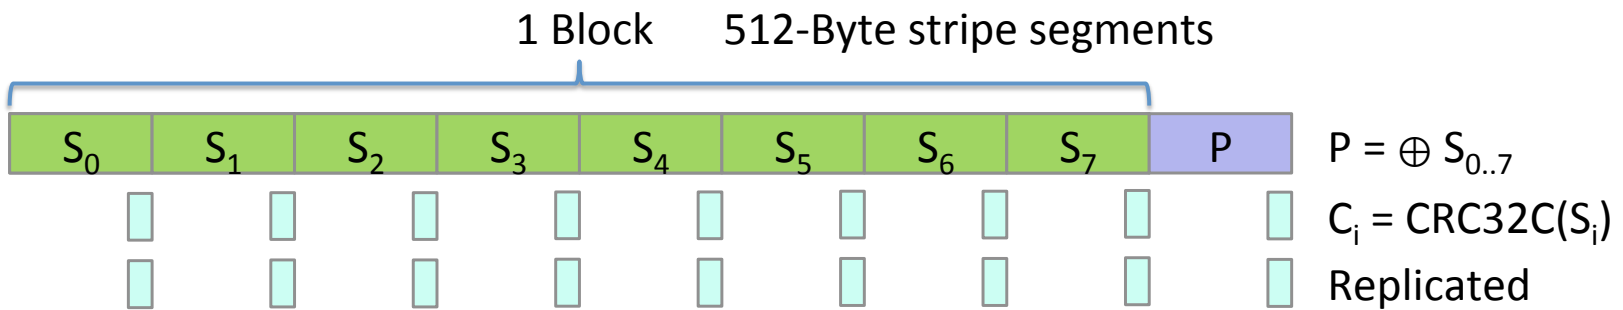 1 Block 512-Byte stripe segments
S₀ S₁ S₂ S₃ S₄ S₅ S₆ S₇ P P = ⊕ S₀..₇
Cᵢ = CRC32C(Sᵢ)
Replicated